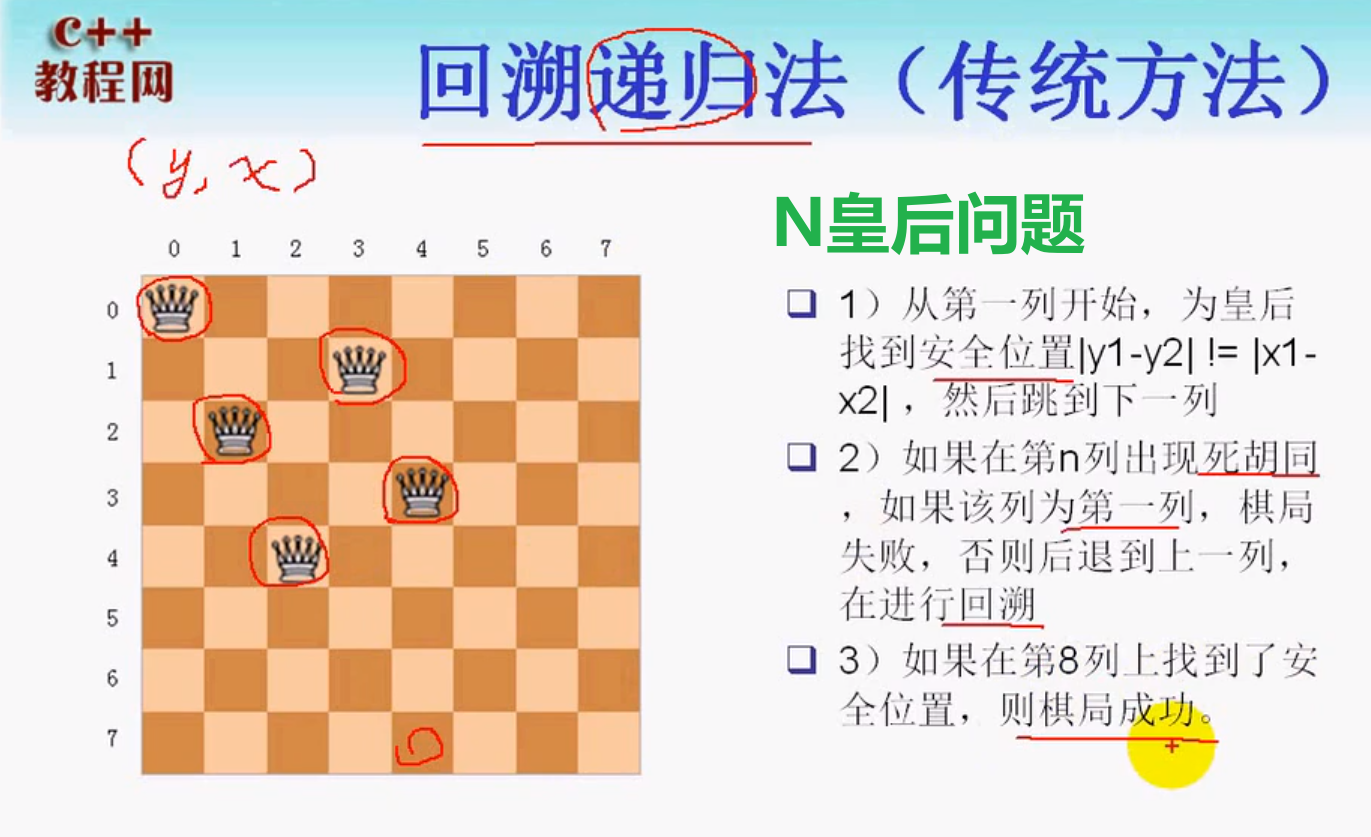 C++
教程网
回溯递归法（传统方法）
(y, x)
N皇后问题
0 1 2 3 4 5 6 7
0
1
2
3
4
5
6
7
1）从第一列开始，为皇后
找到安全位置|y1-y2| != |x1-
x2| ，然后跳到下一列
2）如果在第n列出现死胡同
，如果该列为第一列，棋局
失败，否则后退到上一列，
在进行回溯
3）如果在第8列上找到了安
全位置，则棋局成功。